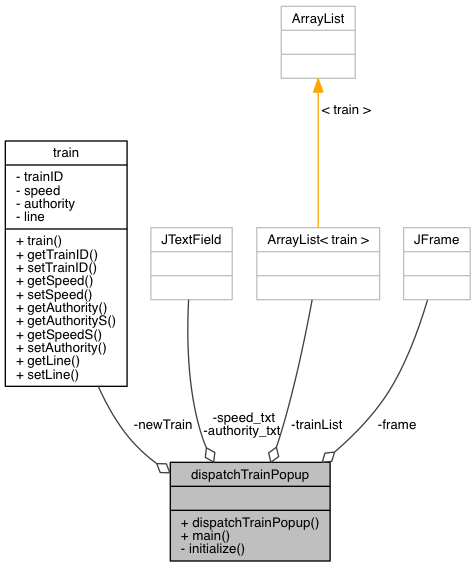 ArrayList
< train >
train
- trainID
- speed
- authority
- line
+ train()
+ getTrainID()
+ setTrainID()
+ getSpeed()
+ setSpeed()
+ getAuthority()
+ getAuthorityS()
+ getSpeedS()
+ setAuthority()
+ getLine()
+ setLine()
JTextField
ArrayList< train >
JFrame
-newTrain
-speed_txt
-authority_txt
-trainList
-frame
dispatchTrainPopup
+ dispatchTrainPopup()
+ main()
- initialize()